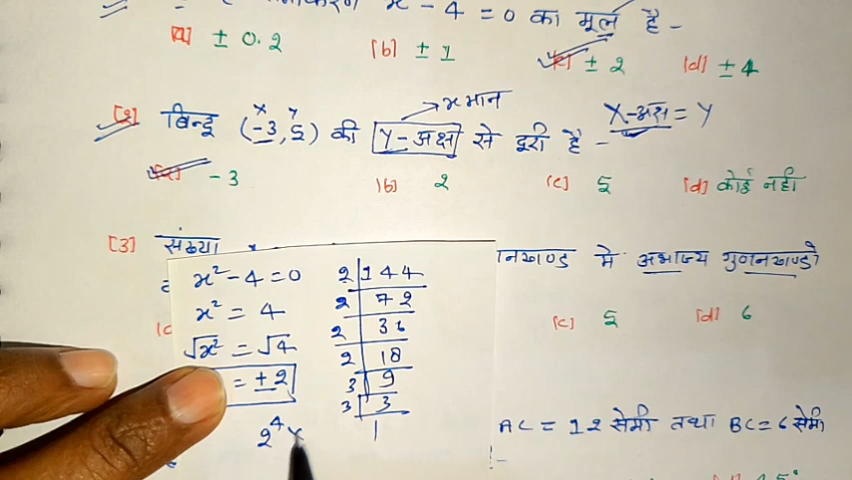 x² - 4 = 0 का मूल है -
[a] ± 0.2 [b] ± 1 [c] ± 2 [d] ± 4
x y → x मान
[2] बिन्दु (-3, 5) की y-अक्ष से दूरी है - X-अक्ष = Y
- 3 [b] 2 [c] 5 [d] कोई नहीं
[3] संख्या नखण्ड में अभाज्य गुणनखण्डो
[c] 5 [d] 6
x² - 4 = 0
x² = 4
√x² = √4
= ± 2
2 | 144
2 | 72
2 | 36
2 | 18
3 | 9
3 | 3
1
2⁴ x
AC = 12 सेमी तथा BC = 6 सेमी